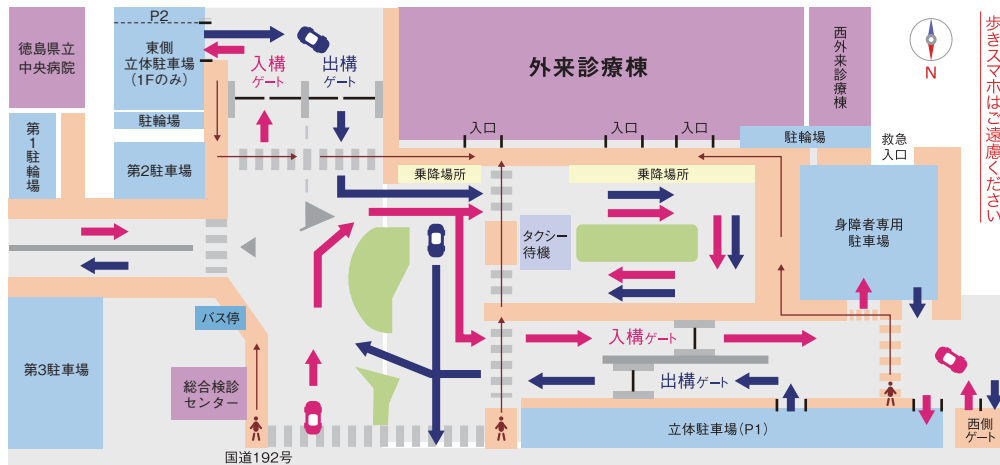 徳島県立
中央病院
P2
東側
立体駐車場
(1Fのみ)
駐輪場
第1駐輪場
第2駐車場
入構
ゲート
出構
ゲート
外来診療棟
西外来診療棟
N
歩きスマホはご遠慮ください
入口
入口
入口
駐輪場
救急
入口
乗降場所
乗降場所
タクシー
待機
身障者専用
駐車場
バス停
第3駐車場
総合検診
センター
入構ゲート
出構ゲート
立体駐車場(P1)
西側
ゲート
国道192号